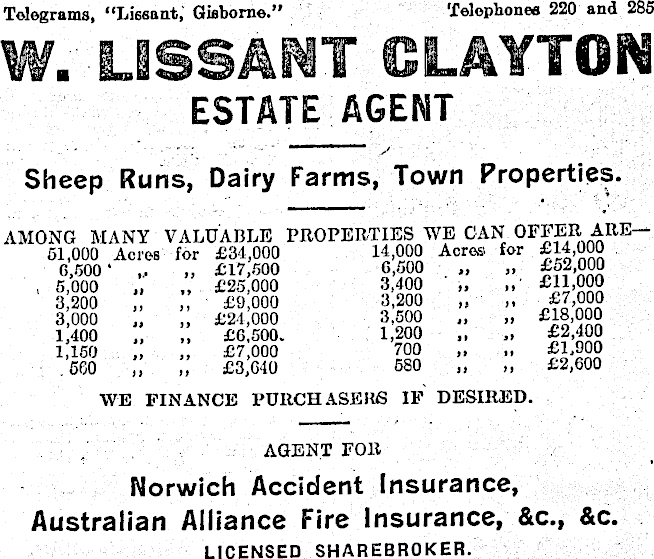 Telegrams, "Lissant, Gisborne." Telephones 220 and 285
W. LISSANT CLAYTON
ESTATE AGENT
Sheep Runs, Dairy Farms, Town Properties.
AMONG MANY VALUABLE PROPERTIES WE CAN OFFER ARE—
51,000 Acres for £34,000 14,000 Acres for £14,000
6,500 ,, ,, £17,500 6,500 ,, ,, £52,000
5,000 ,, ,, £25,000 3,400 ,, ,, £11,000
3,200 ,, ,, £9,000 3,200 ,, ,, £7,000
3,000 ,, ,, £24,000 3,500 ,, ,, £18,000
1,400 ,, ,, £6,500. 1,200 ,, ,, £2,400
1,150 ,, ,, £7,000 700 ,, ,, £1,900
560 ,, ,, £3,640 580 ,, ,, £2,600
WE FINANCE PURCHASERS IF DESIRED.
AGENT FOR
Norwich Accident Insurance,
Australian Alliance Fire Insurance, &c., &c.
LICENSED SHAREBROKER.